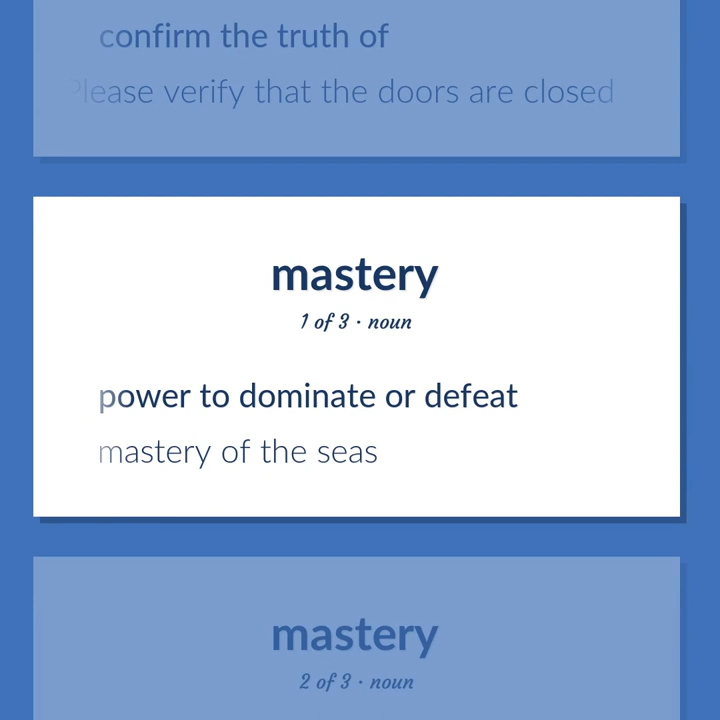 confirm the truth of
Please verify that the doors are closed
mastery
1 of 3 · noun
power to dominate or defeat
mastery of the seas
mastery
2 of 3 · noun